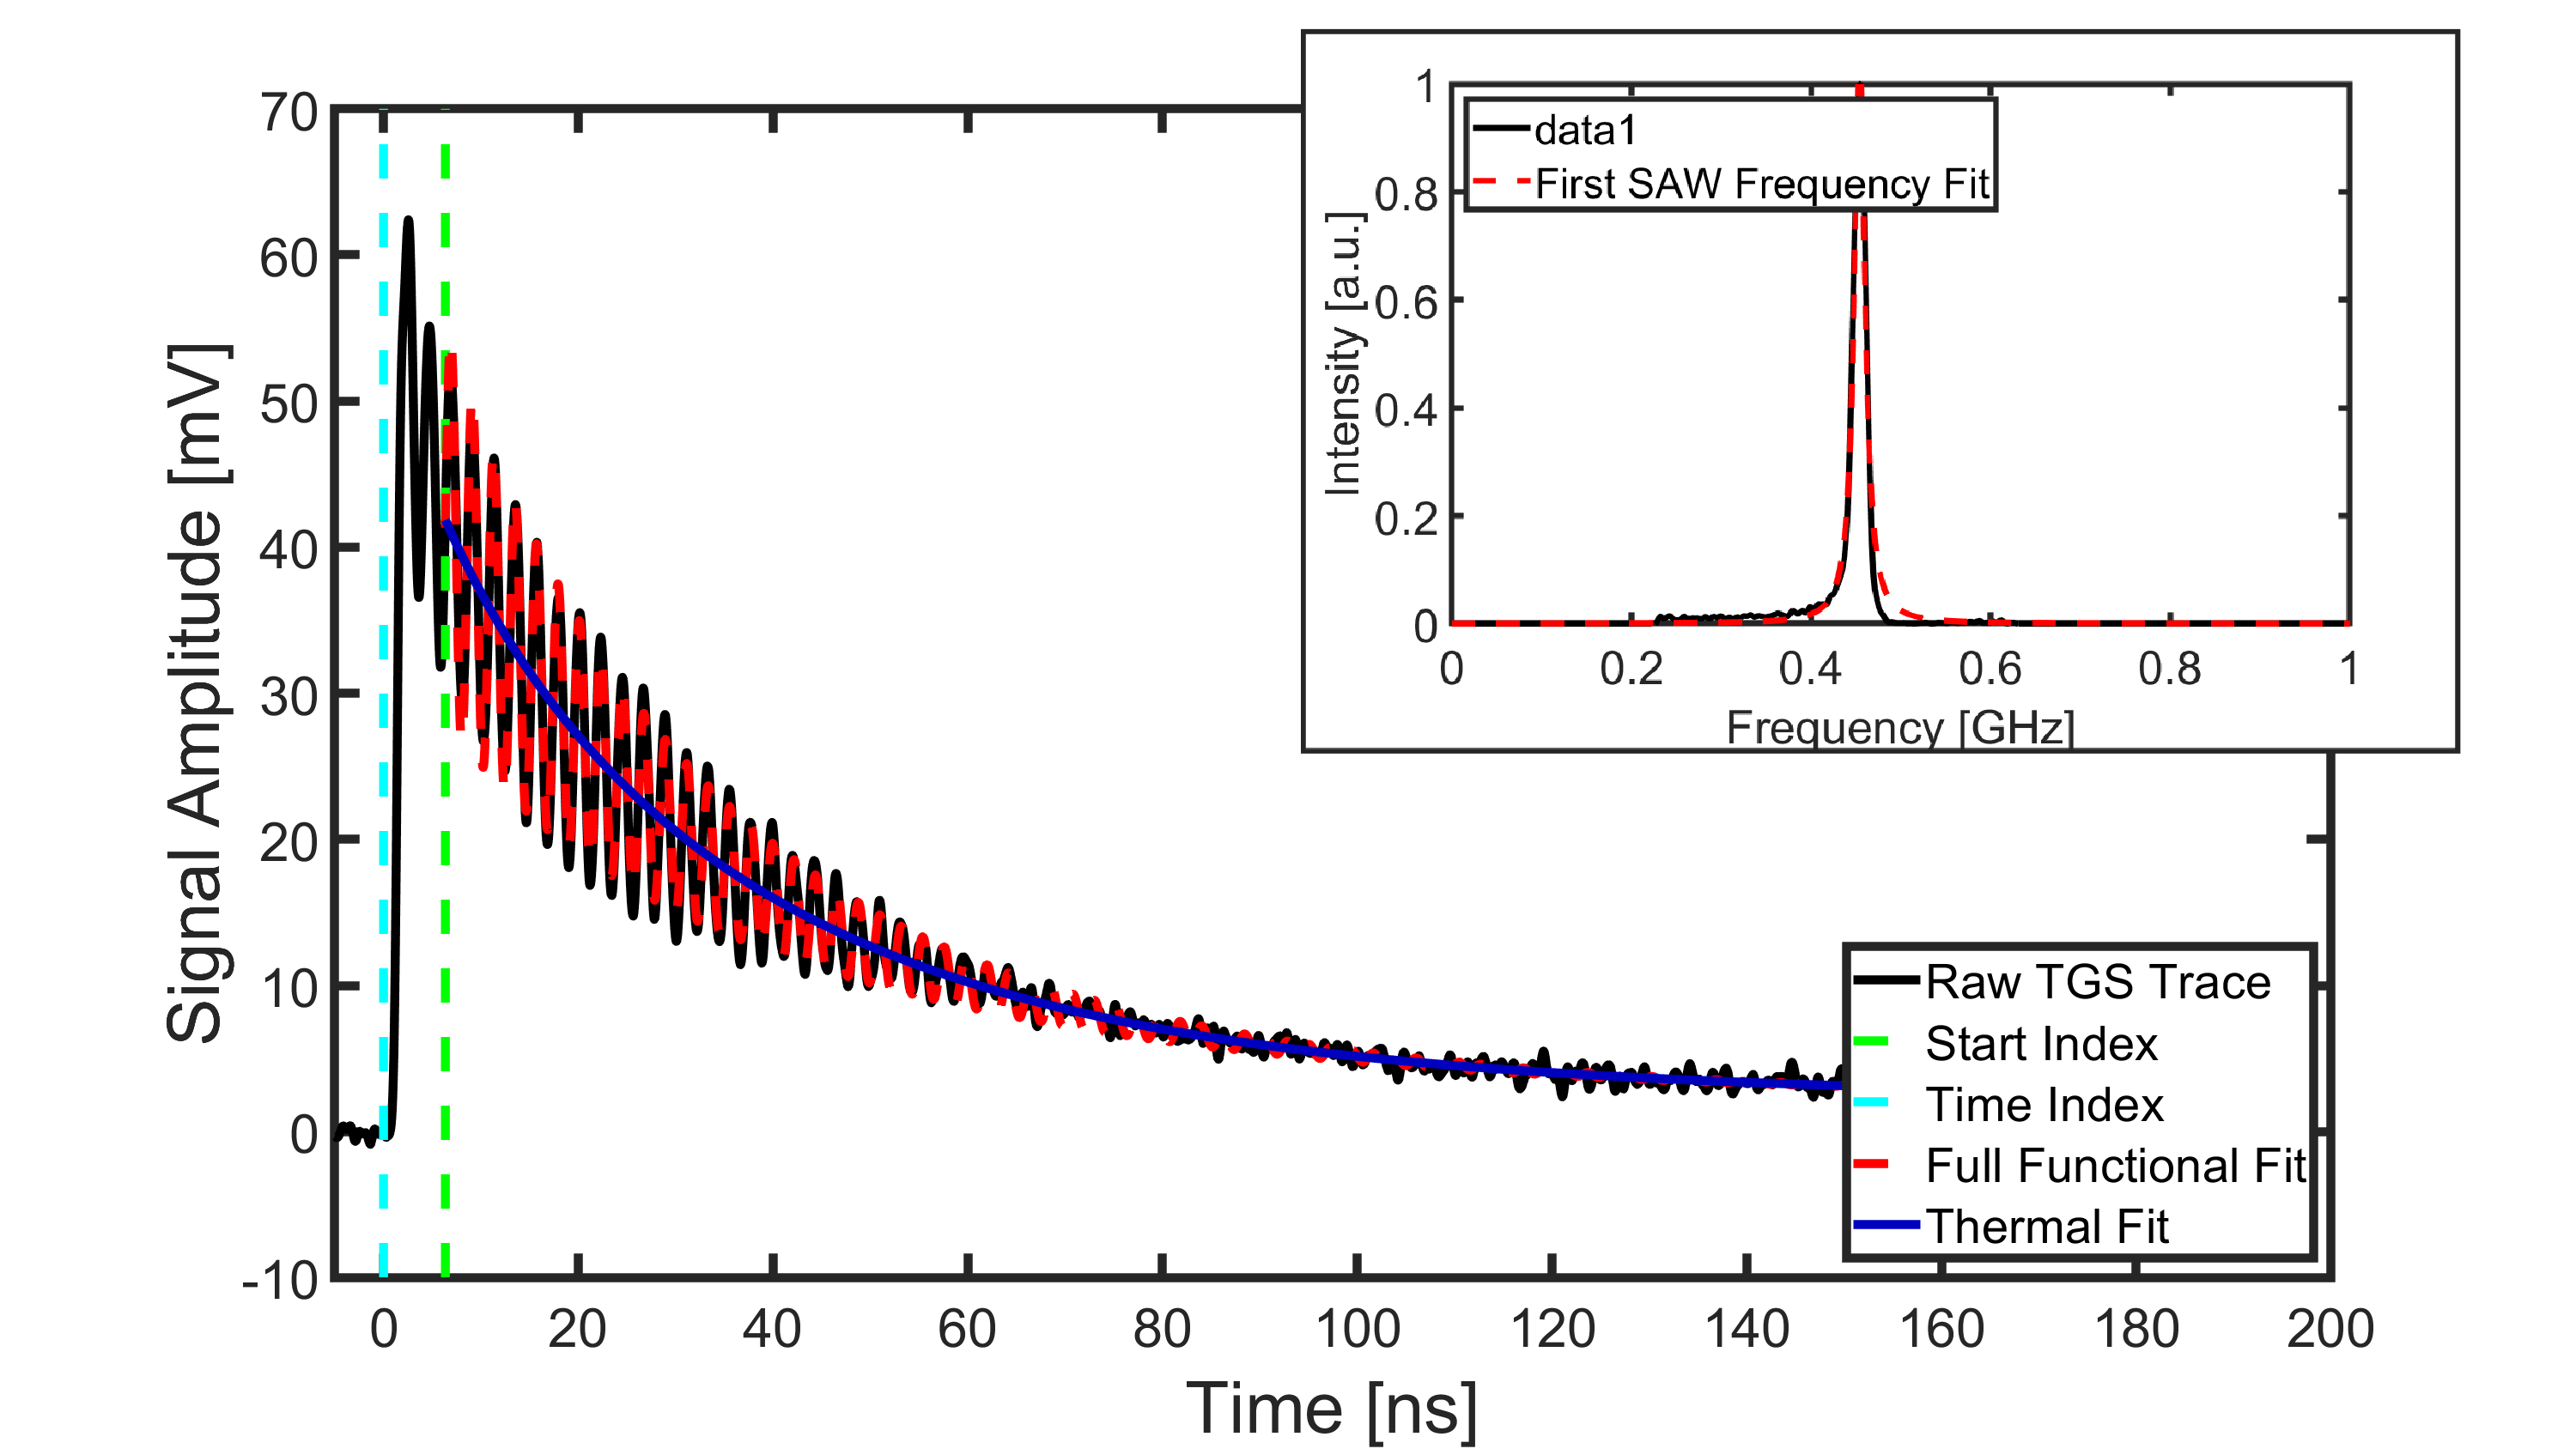 70
60
50
40
30
20
10
0
-10
Signal Amplitude [mV]
0 20 40 60 80 100 120 140 160 180 200
Time [ns]
1
0.8
0.6
0.4
0.2
0
Intensity [a.u.]
data1
First SAW Frequency Fit
0 0.2 0.4 0.6 0.8 1
Frequency [GHz]
Raw TGS Trace
Start Index
Time Index
Full Functional Fit
Thermal Fit